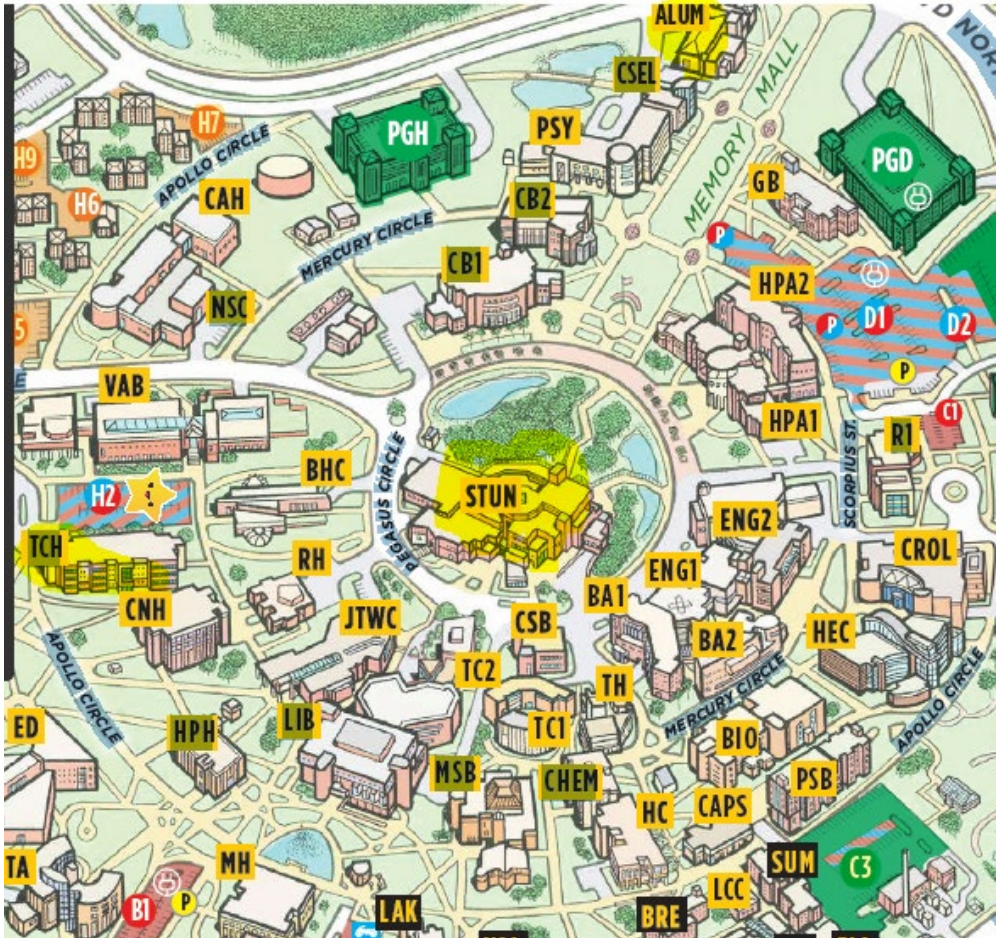 ALUM
CSEL
MALL
MEMORY
H7
PGH
PSY
APOLLO CIRCLE
H9
PGD
GB
H6
CAH
CB2
MERCURY CIRCLE
P
CB1
HPA2
NSC
D1
D2
P
P
VAB
HPA1
C1
R1
BHC
PEGASUS CIRCLE
SCORPIUS ST.
H2
STUN
ENG2
TCH
RH
ENG1
CROL
CNH
BA1
JTWC
CSB
BA2
HEC
APOLLO CIRCLE
TC2
TH
MERCURY CIRCLE
APOLLO CIRCLE
ED
HPH
LIB
TC1
BIO
MSB
CHEM
PSB
HC
CAPS
TA
MH
SUM
C3
LCC
B1
P
LAK
BRE